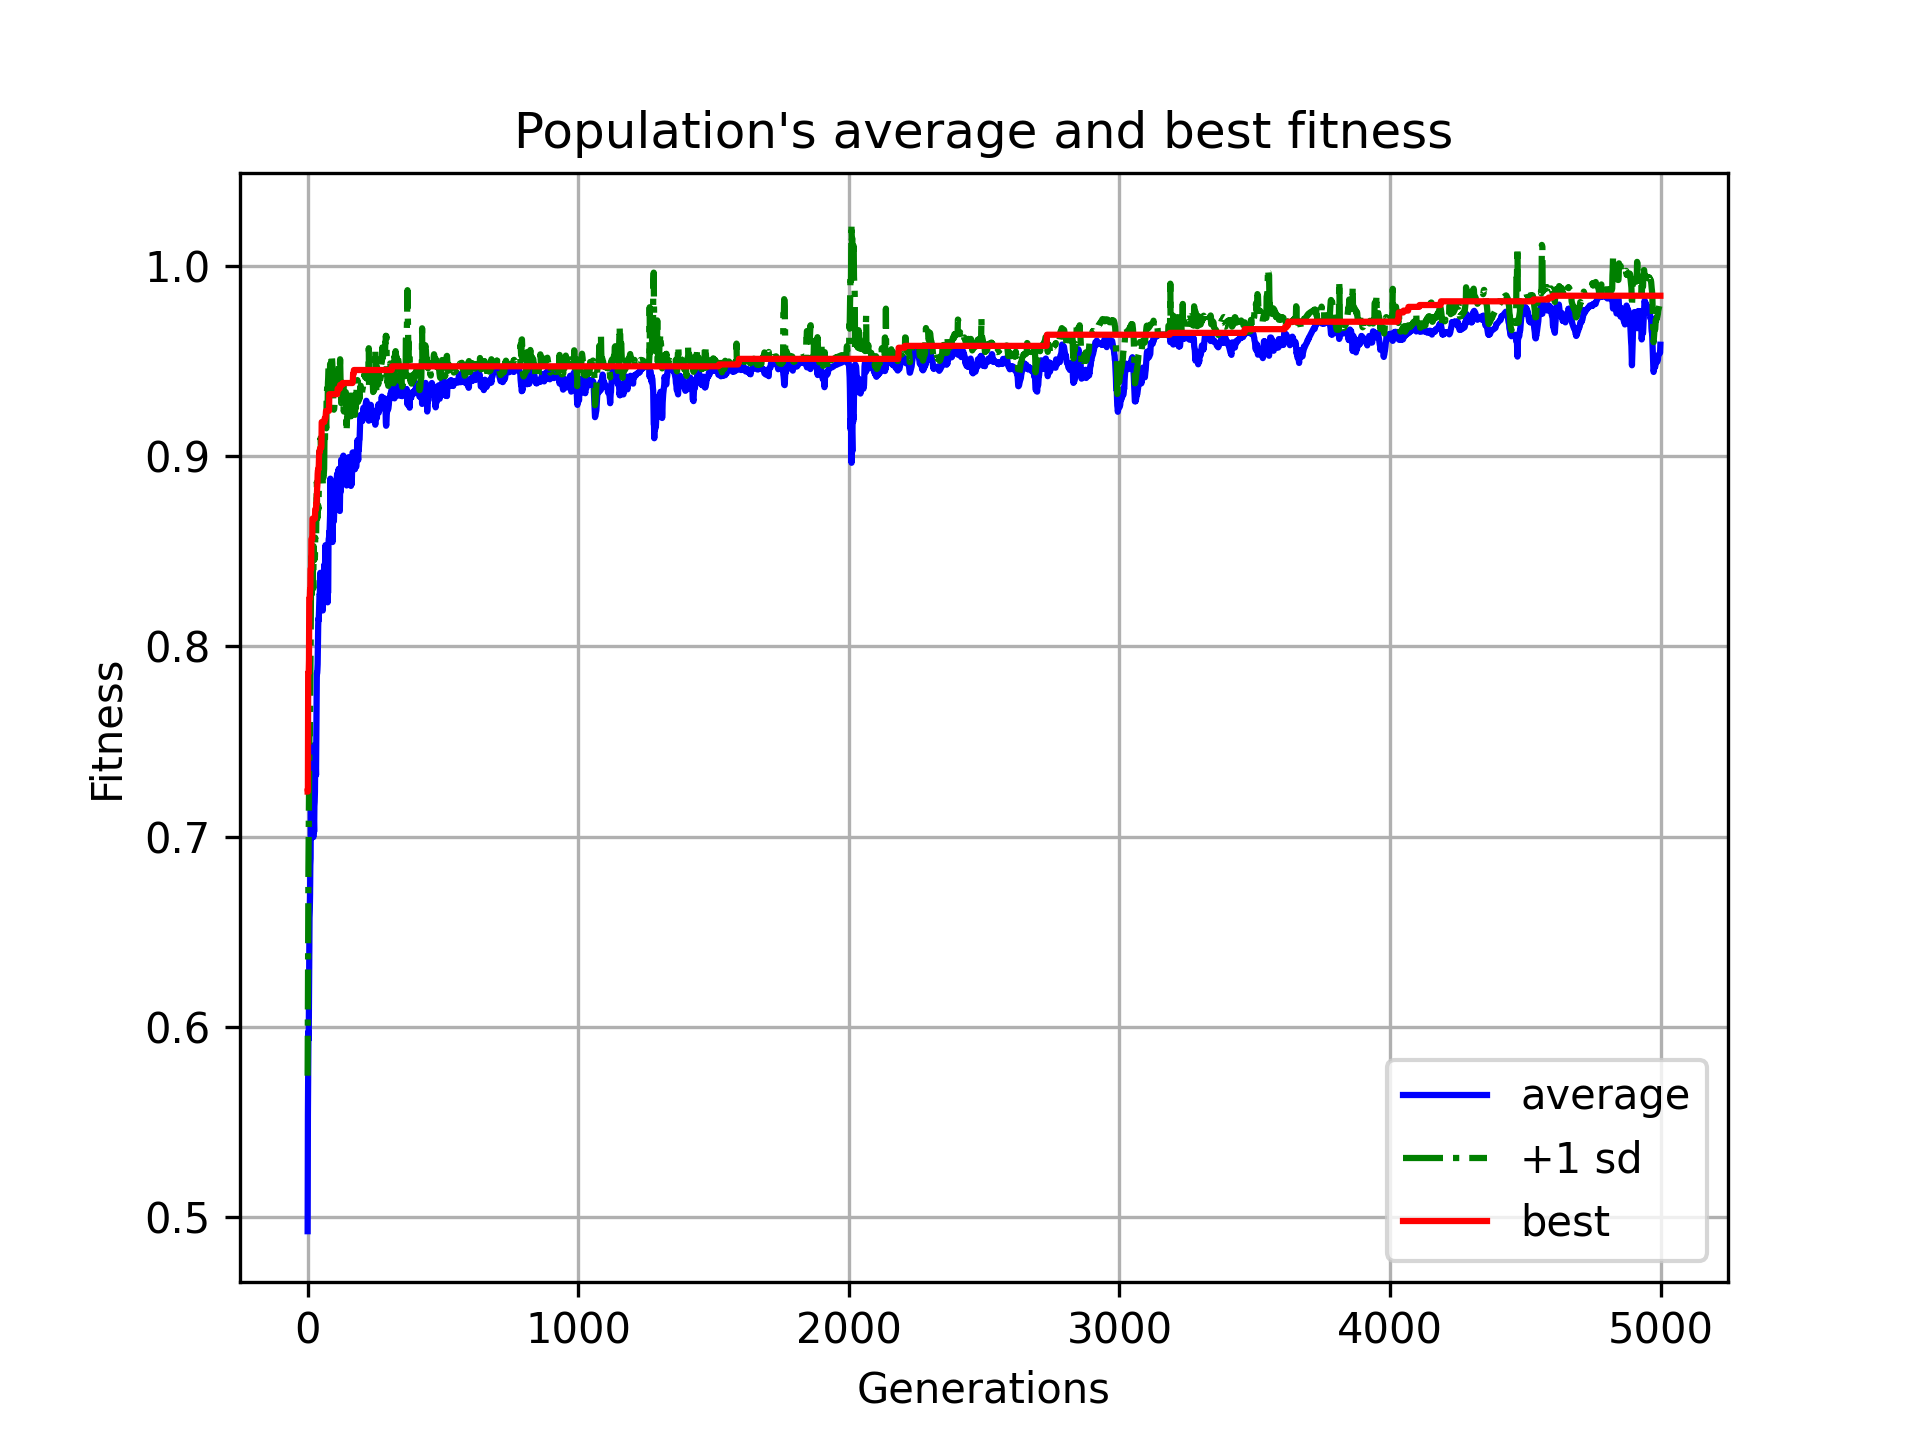 Population's average and best fitness
Fitness
1.0
0.9
0.8
0.7
0.6
0.5
0
1000
2000
3000
4000
5000
Generations
average
+1 sd
best